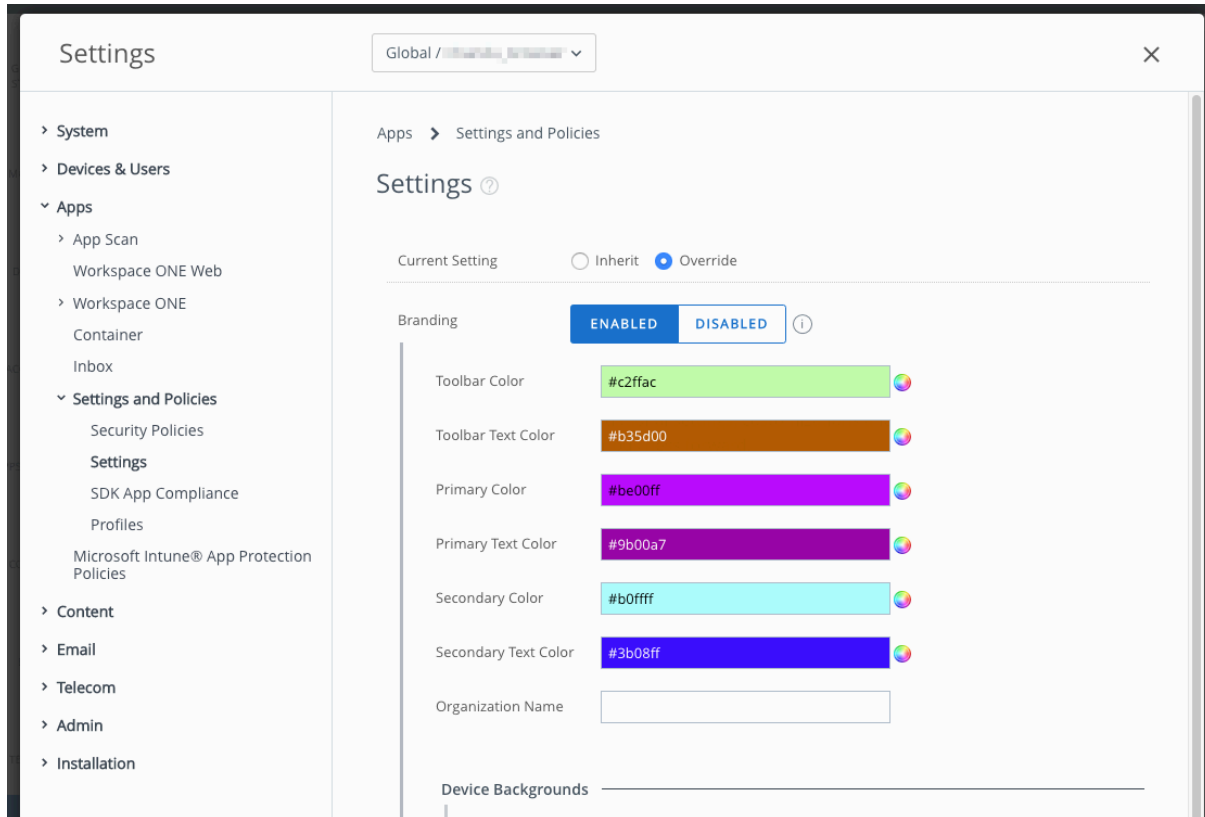 Settings
Global /
System
Devices & Users
Apps
App Scan
Workspace ONE Web
Workspace ONE
Container
Inbox
Settings and Policies
Security Policies
Settings
SDK App Compliance
Profiles
Microsoft Intune® App Protection
Policies
Content
Email
Telecom
Admin
Installation
Apps > Settings and Policies
Settings ?
Current Setting Inherit Override
Branding ENABLED DISABLED i
Toolbar Color #c2ffac
Toolbar Text Color #b35d00
Primary Color #be00ff
Primary Text Color #9b00a7
Secondary Color #b0ffff
Secondary Text Color #3b08ff
Organization Name
Device Backgrounds